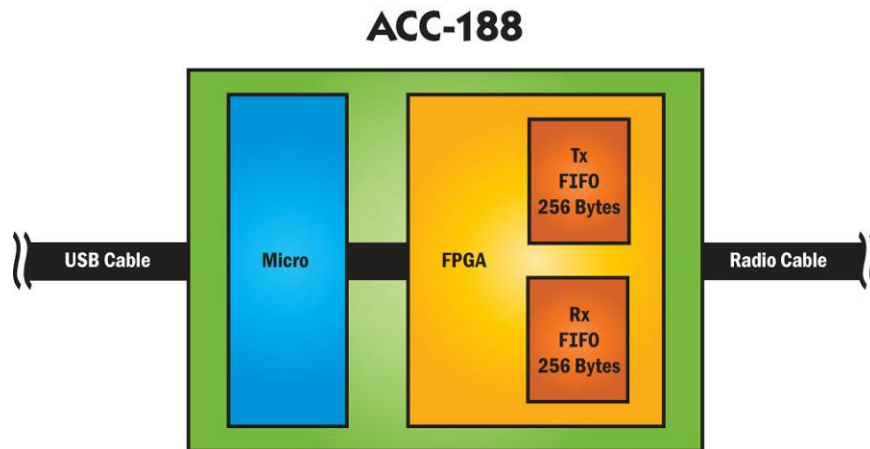 ACC-188
USB Cable
Micro
FPGA
Tx
FIFO
256 Bytes
Rx
FIFO
256 Bytes
Radio Cable